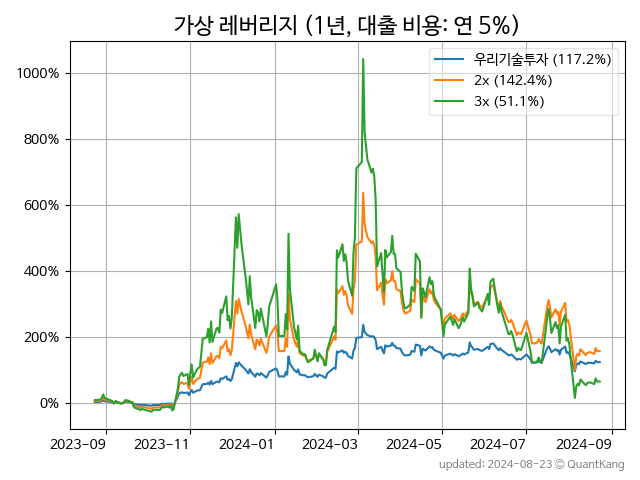 가상 레버리지 (1년, 대출 비용: 연 5%)
우리기술투자 (117.2%)
2x (142.4%)
3x (51.1%)
1000%
800%
600%
400%
200%
0%
2023-09 2023-11 2024-01 2024-03 2024-05 2024-07 2024-09
updated: 2024-08-23 © QuantKang